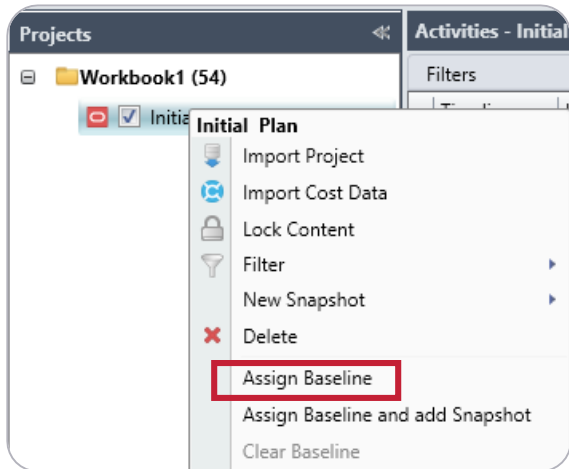 Projects
Activities - Initial
Workbook1 (54)
Filters
Initia
Initial Plan
Import Project
Import Cost Data
Lock Content
Filter
New Snapshot
Delete
Assign Baseline
Assign Baseline and add Snapshot
Clear Baseline